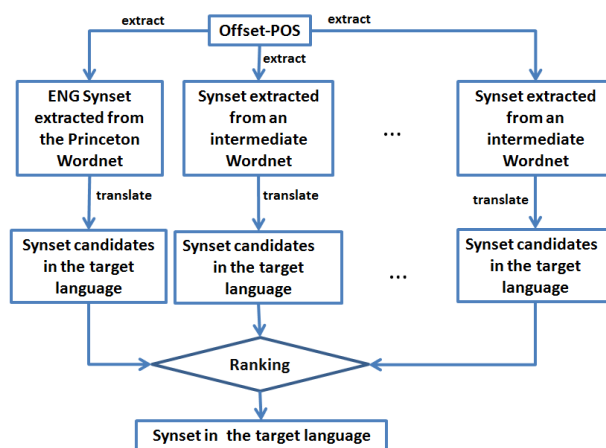 extract
Offset-POS
extract
extract
ENG Synset
extracted from
the Princeton
Wordnet
Synset extracted
from an
intermediate
Wordnet
...
Synset extracted
from an
intermediate
Wordnet
translate
translate
translate
Synset candidates
in the target
language
Synset candidates
in the target
language
...
Synset candidates
in the target
language
Ranking
Synset in the target language